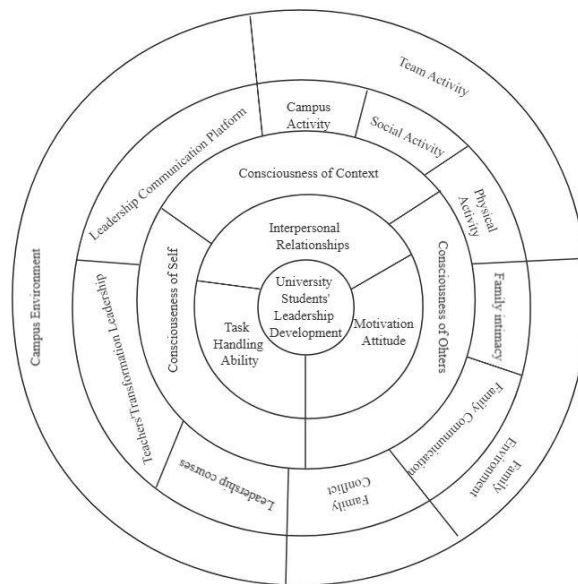 Team Activity
Campus
Activity
Social Activity
Leadership Communication Platform
Physical
Activity
Consciousness of Context
Interpersonal
Relationships
Campus Environment
Consciouseness of Self
University
Students'
Leadership
Development
Task
Handling
Ability
Motivation
Attitude
Consciousness of Ohters
Family intimacy
Teachers'Transformation Leadership
Family Communication
Family
Environment
Leadership courses
Family
Conflict